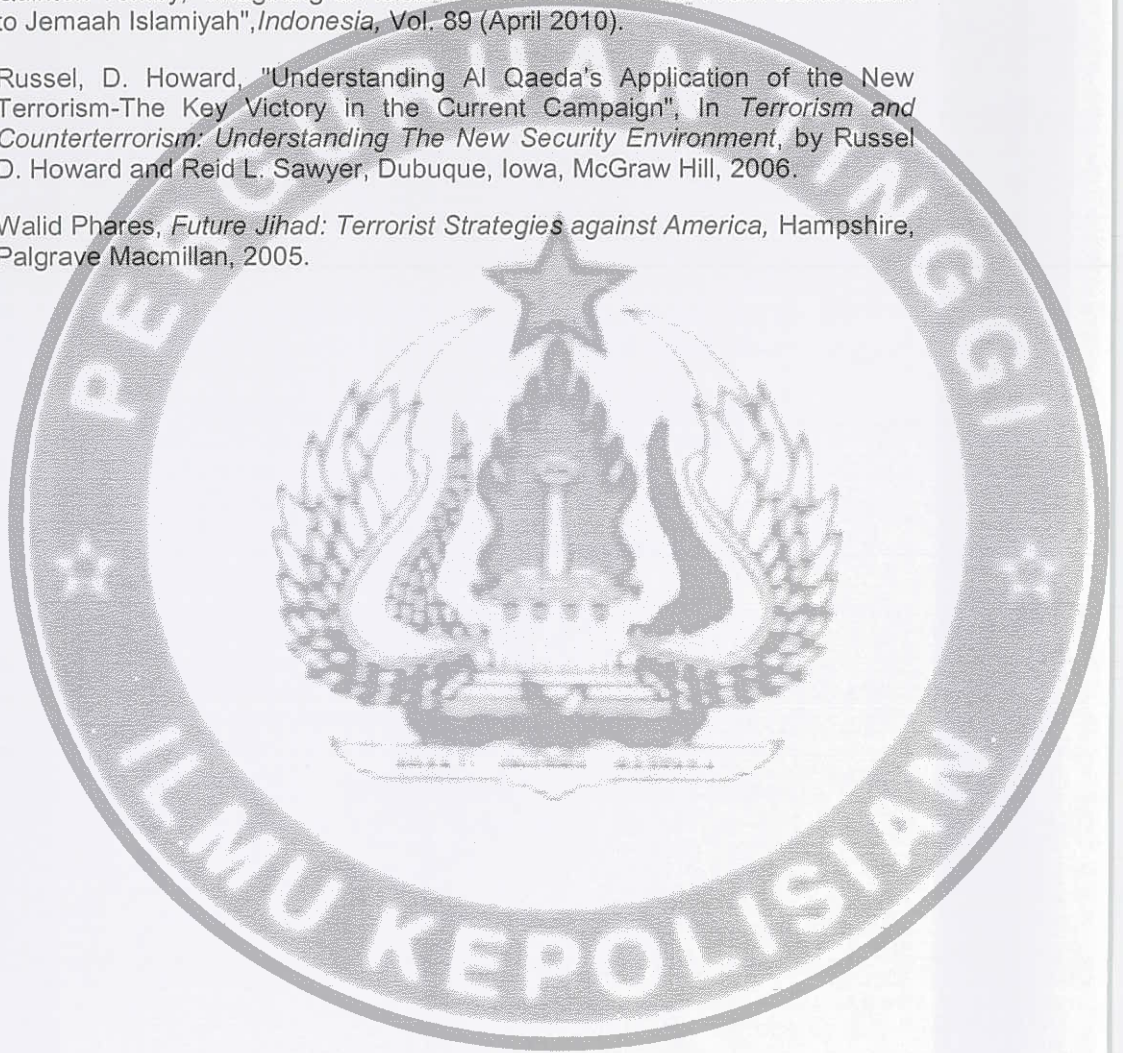 to Jemaah Islamiyah",Indonesia, Vol. 89 (April 2010).
Russel, D. Howard, "Understanding Al Qaeda's Application of the New
Terrorism-The Key Victory in the Current Campaign", In Terrorism and
Counterterrorism: Understanding The New Security Environment, by Russel
D. Howard and Reid L. Sawyer, Dubuque, Iowa, McGraw Hill, 2006.
Walid Phares, Future Jihad: Terrorist Strategies against America, Hampshire,
Palgrave Macmillan, 2005.
PERGURUAN TINGGI
ILMU KEPOLISIAN